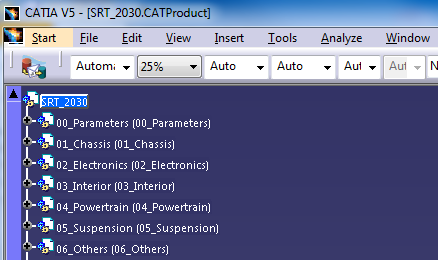 CATIA V5 - [SRT_2030.CATProduct]
Start File Edit View Insert Tools Analyze Window
Automa 25% Auto Auto Aut Aut N
SRT_2030
00_Parameters (00_Parameters)
01_Chassis (01_Chassis)
02_Electronics (02_Electronics)
03_Interior (03_Interior)
04_Powertrain (04_Powertrain)
05_Suspension (05_Suspension)
06_Others (06_Others)